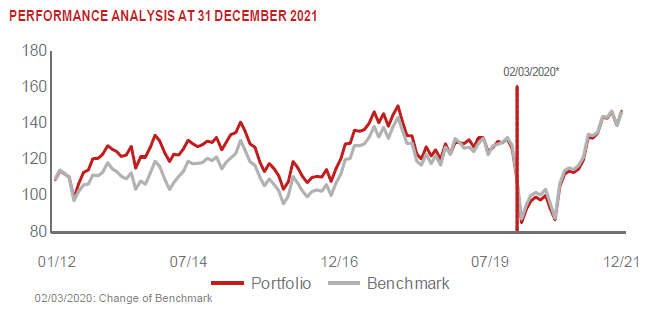 PERFORMANCE ANALYSIS AT 31 DECEMBER 2021
180
02/03/2020*
160
140
120
100
80
01/12 07/14 12/16 07/19 12/21
Portfolio Benchmark
02/03/2020: Change of Benchmark